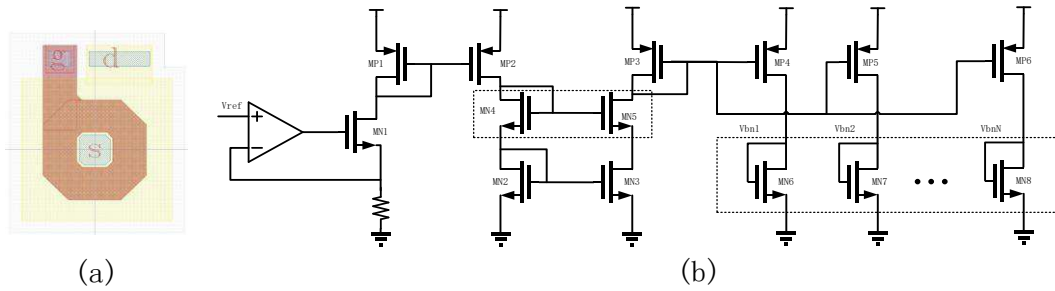 g d
s
(a)
Vref
MN1
MP1
MP2
MN4
MN5
MN2
MN3
MP3
MP4
MP5
MP6
Vbn1
Vbn2
VbnN
MN6
MN7
MN8
(b)